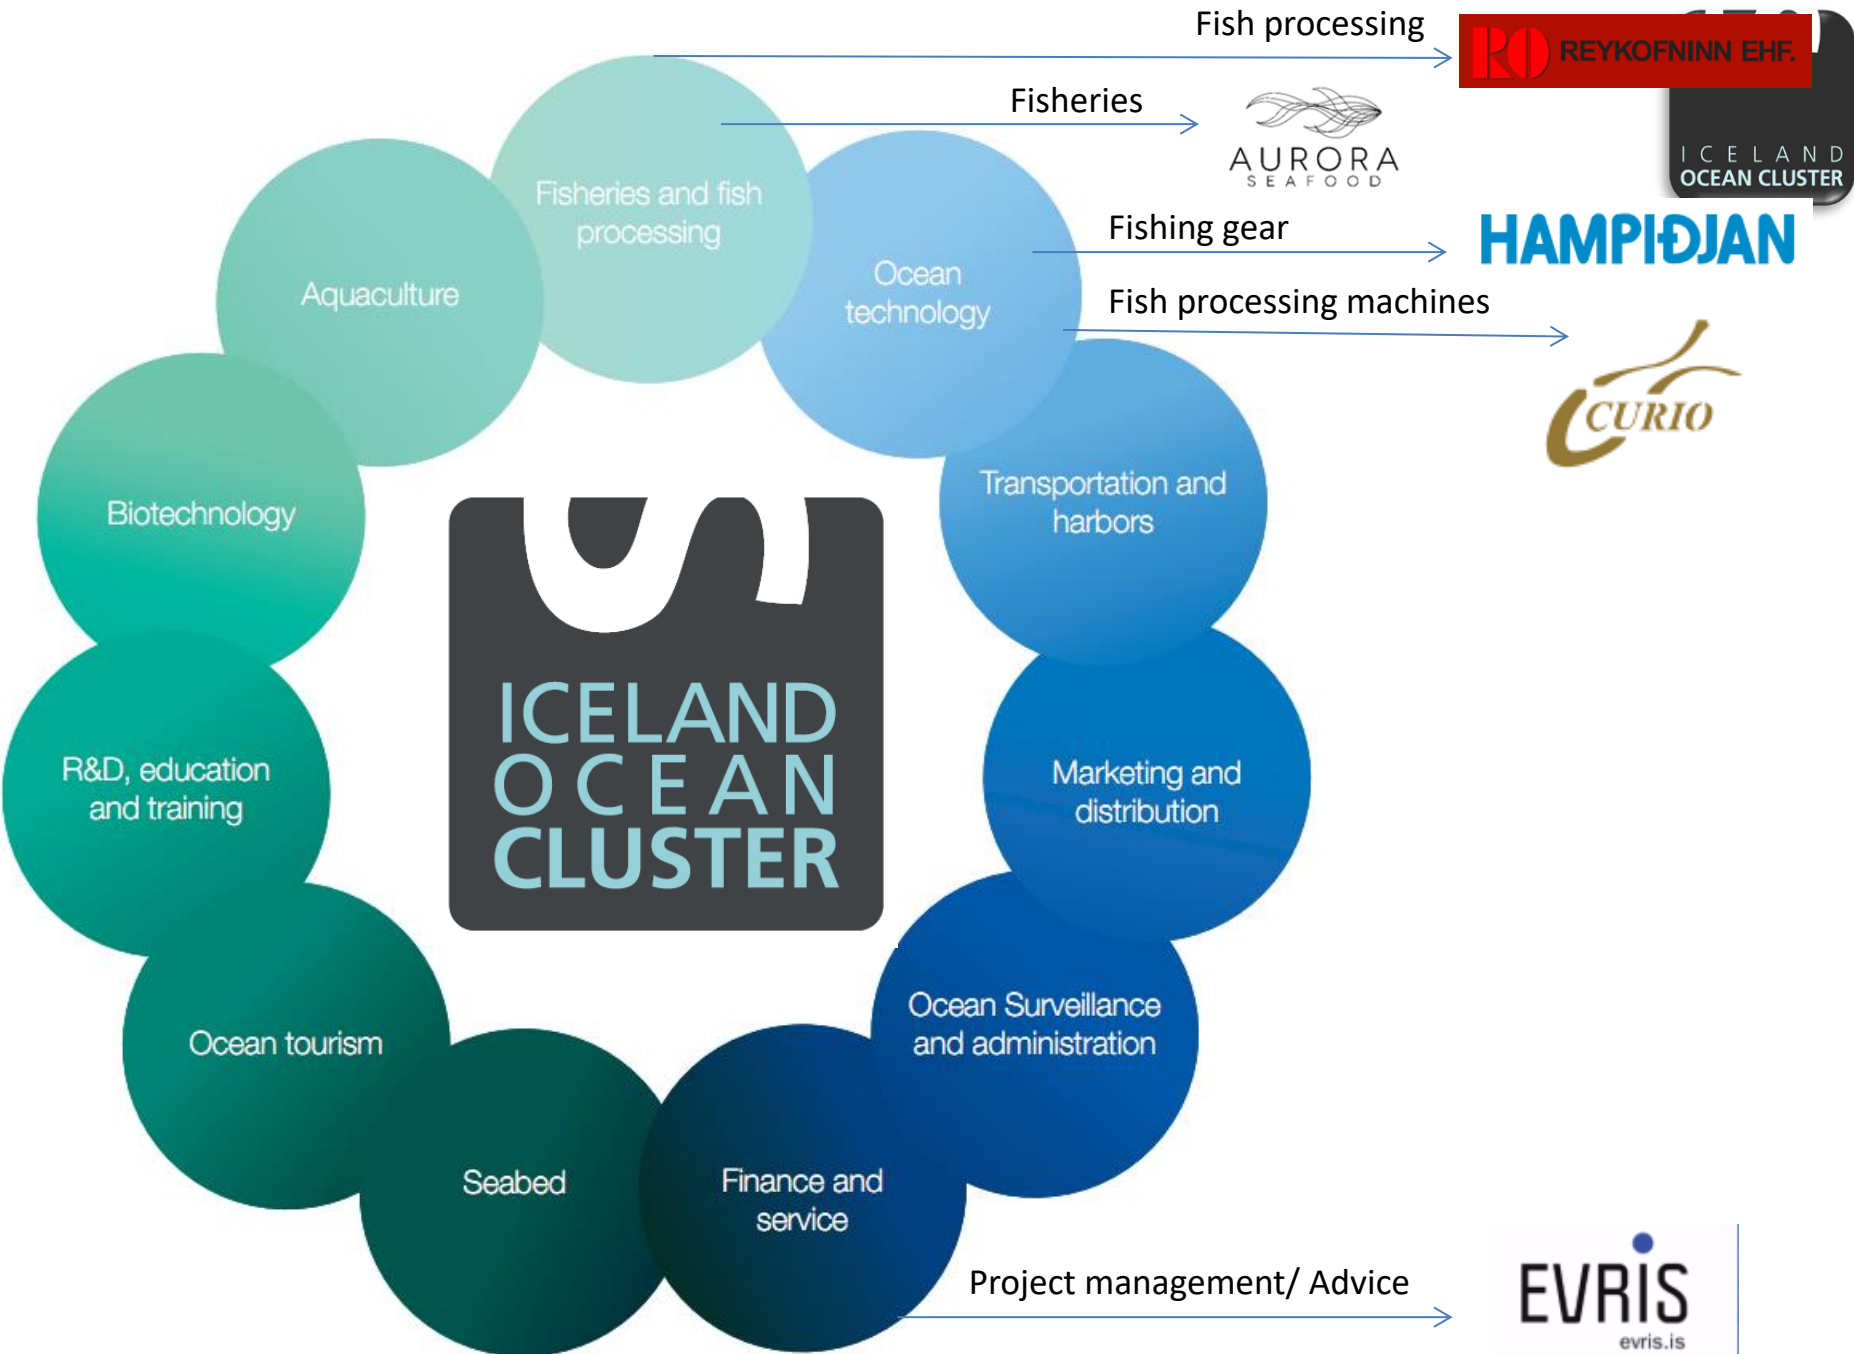 Fish processing
RO REYKOFNINN EHF.
Fisheries
AURORA
SEAFOOD
ICELAND
OCEAN CLUSTER
Fishing gear
HAMPIÐJAN
Fish processing machines
CURIO
Fisheries and fish
processing
Ocean
technology
Aquaculture
Transportation and
harbors
Biotechnology
ICELAND
OCEAN
CLUSTER
R&D, education
and training
Marketing and
distribution
Ocean Surveillance
and administration
Ocean tourism
Seabed
Finance and
service
Project management/ Advice
EVRIS
evris.is